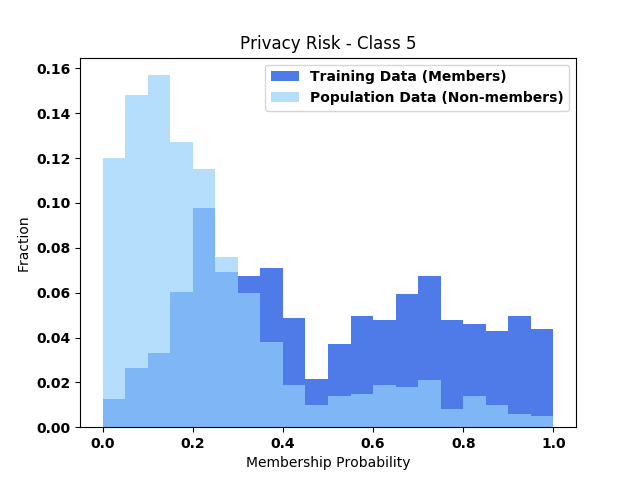 Privacy Risk - Class 5
Training Data (Members)
Population Data (Non-members)
Fraction
0.16
0.14
0.12
0.10
0.08
0.06
0.04
0.02
0.00
0.0 0.2 0.4 0.6 0.8 1.0
Membership Probability